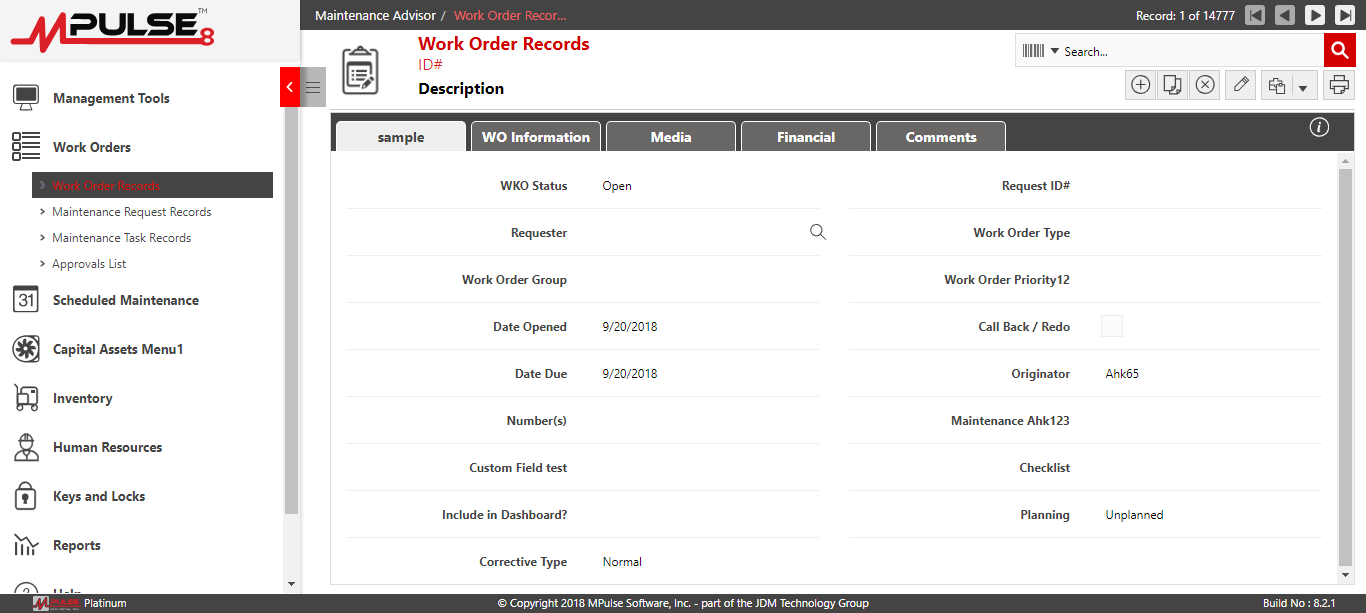 MPULSE 8 ™
Maintenance Advisor / Work Order Recor...
Record: 1 of 14777
Work Order Records
ID#
Description
Search...
Management Tools
Work Orders
Work Order Records
Maintenance Request Records
Maintenance Task Records
Approvals List
31 Scheduled Maintenance
Capital Assets Menu1
Inventory
Human Resources
Keys and Locks
Reports
Help
sample WO Information Media Financial Comments
WKO Status Open Request ID#
Requester Work Order Type
Work Order Group Work Order Priority12
Date Opened 9/20/2018 Call Back / Redo
Date Due 9/20/2018 Originator Ahk65
Number(s) Maintenance Ahk123
Custom Field test Checklist
Include in Dashboard? Planning Unplanned
Corrective Type Normal
MPULSE Platinum
© Copyright 2018 MPulse Software, Inc. - part of the JDM Technology Group
Build No : 8.2.1